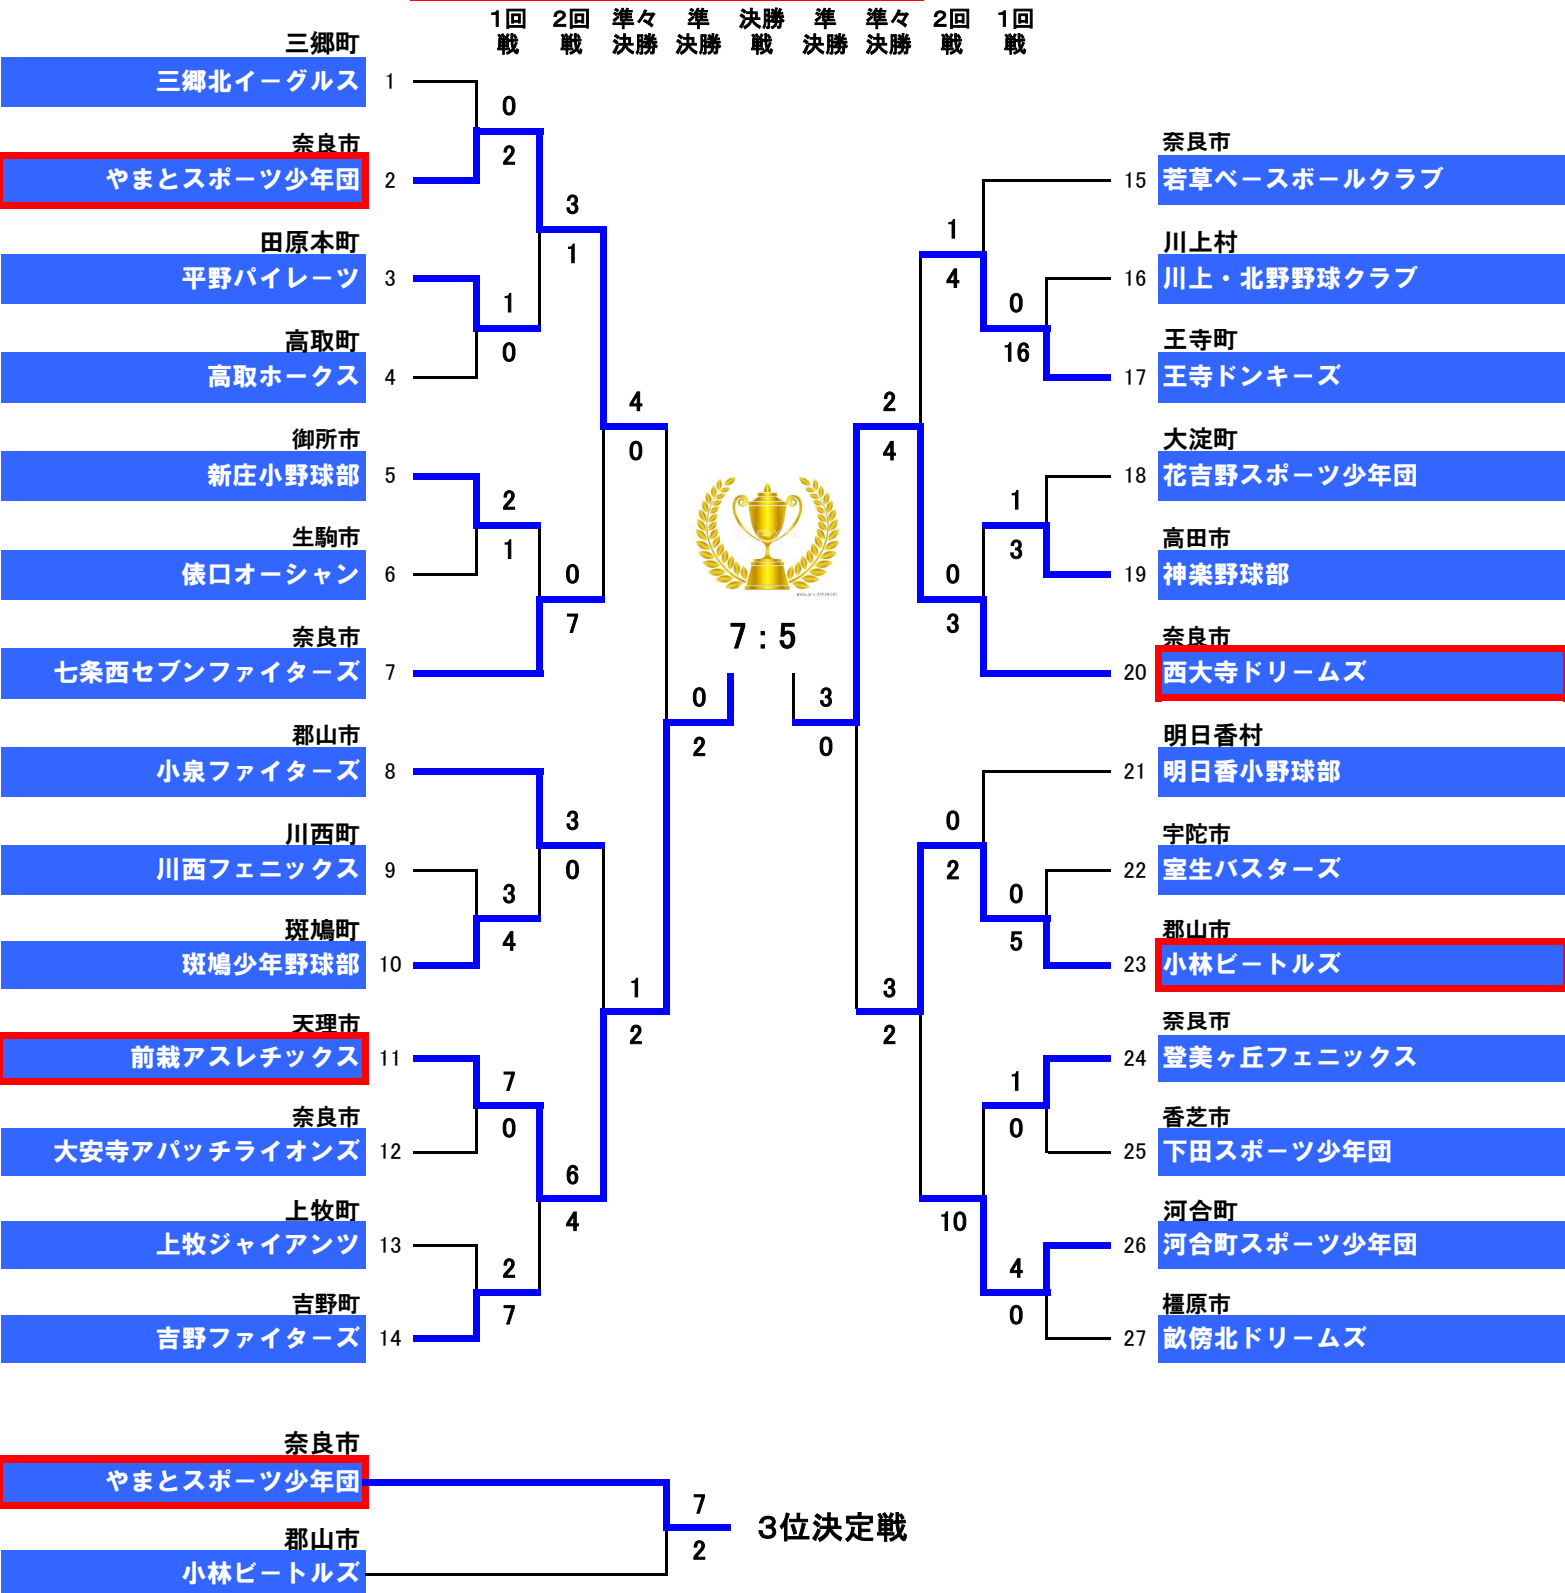 1回戦
2回戦
準々決勝
準決勝
決勝戦
準決勝
準々決勝
2回戦
1回戦
三郷町
三郷北イーグルス 1
奈良市
やまとスポーツ少年団 2
田原本町
平野パイレーツ 3
高取町
高取ホークス 4
御所市
新庄小野球部 5
生駒市
俵口オーシャン 6
奈良市
七条西セブンファイターズ 7
郡山市
小泉ファイターズ 8
川西町
川西フェニックス 9
斑鳩町
斑鳩少年野球部 10
天理市
前栽アスレチックス 11
奈良市
大安寺アパッチライオンズ 12
上牧町
上牧ジャイアンツ 13
吉野町
吉野ファイターズ 14
0
2
1
0
2
1
3
4
7
0
2
7
3
1
0
7
3
0
6
4
4
0
1
2
0
2
7 : 5
3
0
2
4
3
2
1
4
0
3
0
2
10
0
16
1
3
0
5
1
0
4
0
奈良市
15 若草ベースボールクラブ
川上村
16 川上・北野野球クラブ
王寺町
17 王寺ドンキーズ
大淀町
18 花吉野スポーツ少年団
高田市
19 神楽野球部
奈良市
20 西大寺ドリームズ
明日香村
21 明日香小野球部
宇陀市
22 室生バスターズ
郡山市
23 小林ビートルズ
奈良市
24 登美ヶ丘フェニックス
香芝市
25 下田スポーツ少年団
河合町
26 河合町スポーツ少年団
橿原市
27 畝傍北ドリームズ
奈良市
やまとスポーツ少年団
7
3位決定戦
2
郡山市
小林ビートルズ